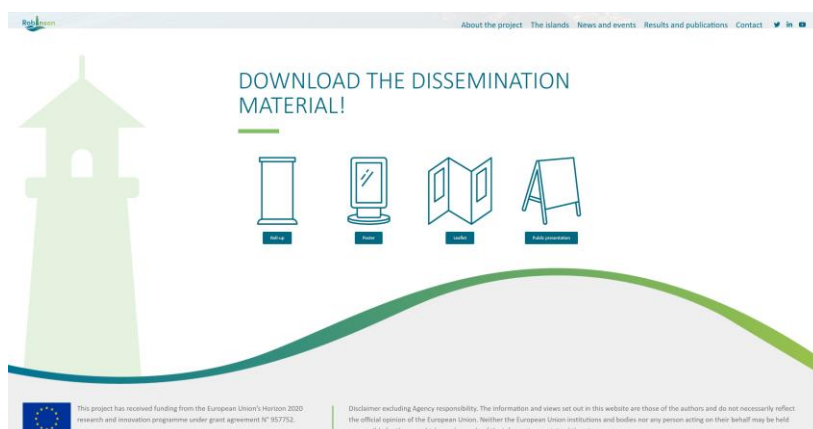 Robinson
About the project The islands News and events Results and publications Contact
DOWNLOAD THE DISSEMINATION
MATERIAL!
Roll-up Poster Leaflet Public presentation
This project has received funding from the European Union's Horizon 2020
research and innovation programme under grant agreement N° 957752.
Disclaimer excluding Agency responsibility. The information and views set out in this website are those of the authors and do not necessarily reflect
the official opinion of the European Union. Neither the European Union institutions and bodies nor any person acting on their behalf may be held